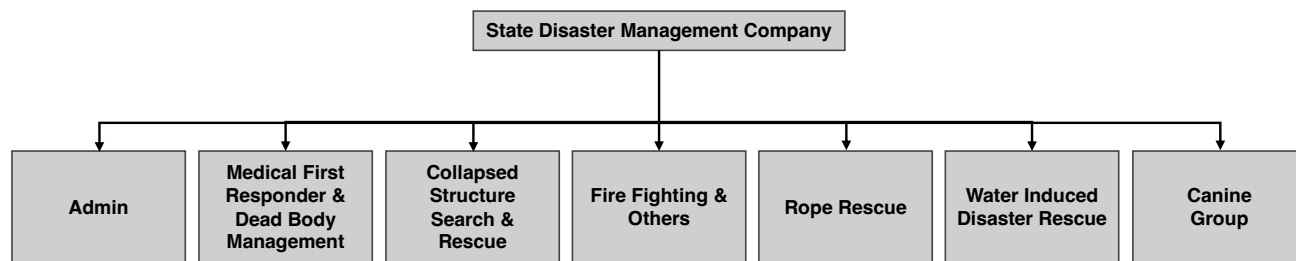 State Disaster Management Company
Admin
Medical First
Responder &
Dead Body
Management
Collapsed
Structure
Search &
Rescue
Fire Fighting &
Others
Rope Rescue
Water Induced
Disaster Rescue
Canine
Group